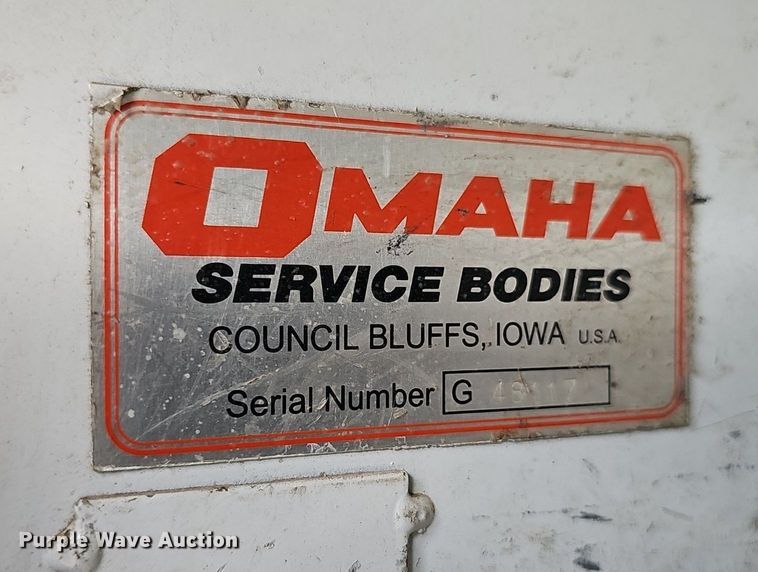 OMAHA
SERVICE BODIES
COUNCIL BLUFFS, IOWA U.S.A.
Serial Number G
Purple Wave Auction